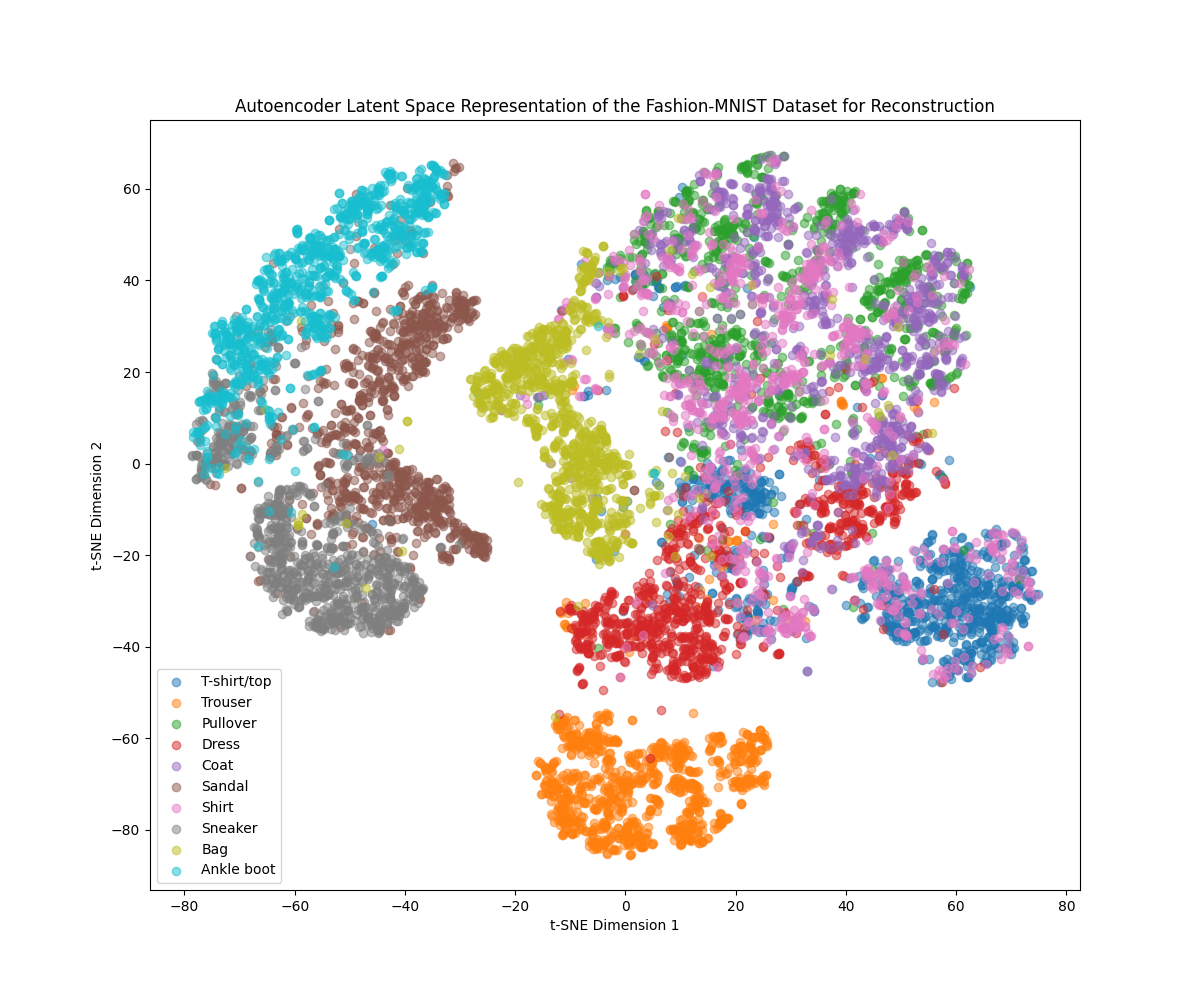 Autoencoder Latent Space Representation of the Fashion-MNIST Dataset for Reconstruction
60
40
20
0
−20
−40
−60
−80
t-SNE Dimension 2
T-shirt/top
Trouser
Pullover
Dress
Coat
Sandal
Shirt
Sneaker
Bag
Ankle boot
−80 −60 −40 −20 0 20 40 60 80
t-SNE Dimension 1